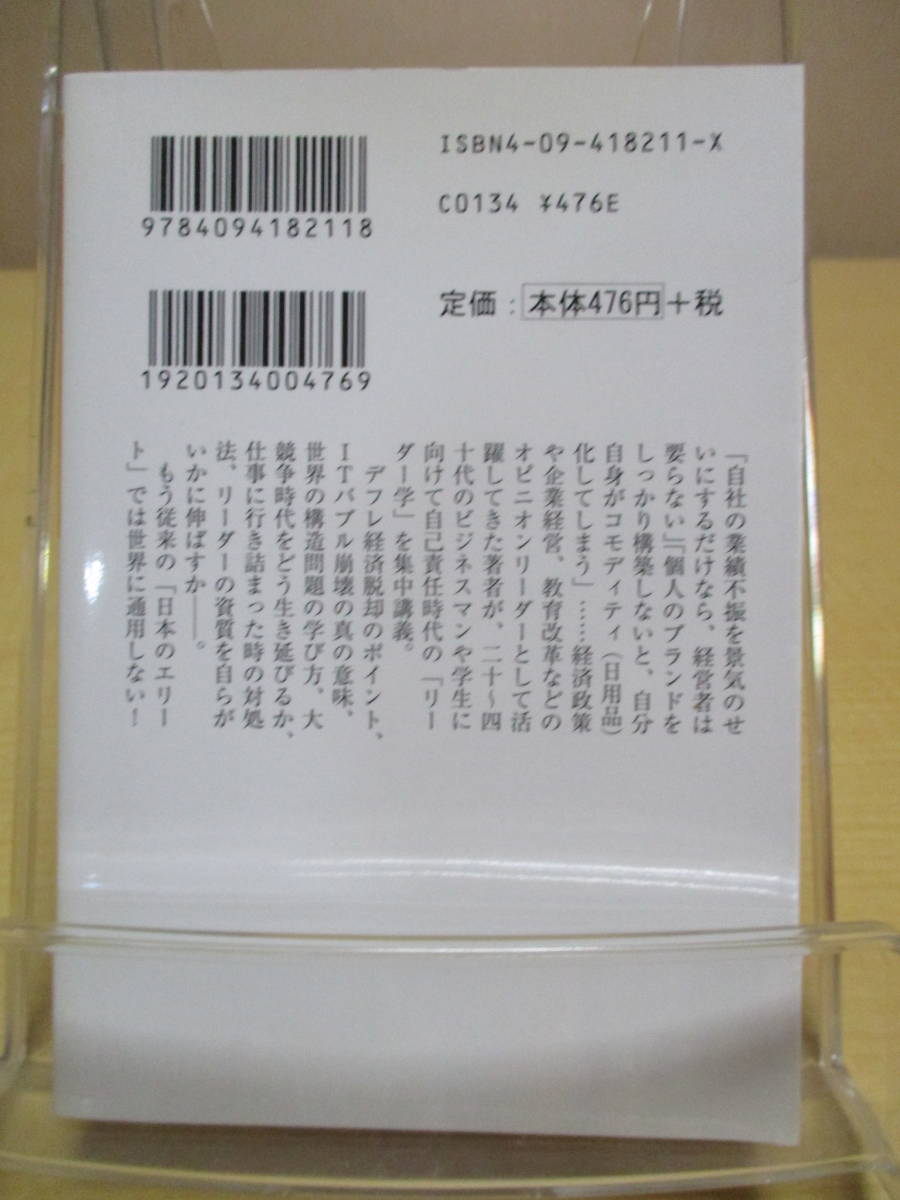 ISBN4-09-418211-X
C0134 ¥476E
9784094182118
定価：本体476円＋税
1920134004769
「自社の業績不振を景気のせ
いにするだけなら、経営者は
要らない」『個人のブランドを
しっかり構築しないと、自分
自身がコモディティ（日用品）
化してしまう」……経済政策
や企業経営、教育改革などの
オピニオンリーダーとして活
躍してきた著者が、二十〜四
十代のビジネスマンや学生に
向けて自己責任時代の「リー
ダー学」を集中講義。
デフレ経済脱却のポイント、
ITバブル崩壊の真の意味、
世界の構造問題の学び方、大
競争時代をどう生き延びるか、
仕事に行き詰まった時の対処
法、リーダーの資質を自らが
いかに伸ばすか――。
もう従来の「日本のエリー
ト」では世界に通用しない！